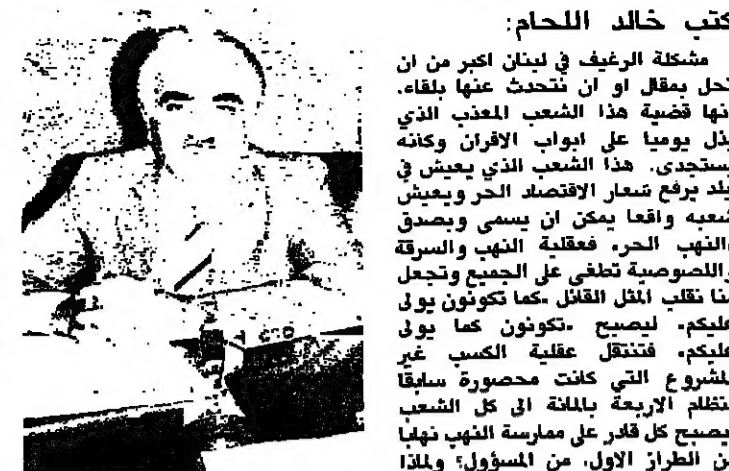 كتب خالد اللحام:
مشكلة الرغيف في لبنان اكبر من ان
تحل بمقال او ان نتحدث عنها بلقاء.
انها قضية هذا الشعب المعذب الذي
يذل يوميا على ابواب الافران وكانه
يستجدي. هذا الشعب الذي يعيش في
بلد يرفع شعار الاقتصاد الحر ويعيش
شعبه واقعا يمكن ان يسمى وبصدق
«النهب الحر» فعقلية النهب والسرقة
واللصوصية تطغى على الجميع وتجعل
منا نقلب المثل القائل «كما تكونون يولى
عليكم» ليصبح «تكونون كما يولى
عليكم» فتنتقل عقلية الكسب غير
المشروع التي كانت محصورة سابقا
بنظام الاربعة بالمائة الى كل الشعب
ويصبح كل قادر على ممارسة النهب نهابا
من الطراز الاول. من المسؤول؟ ولماذا